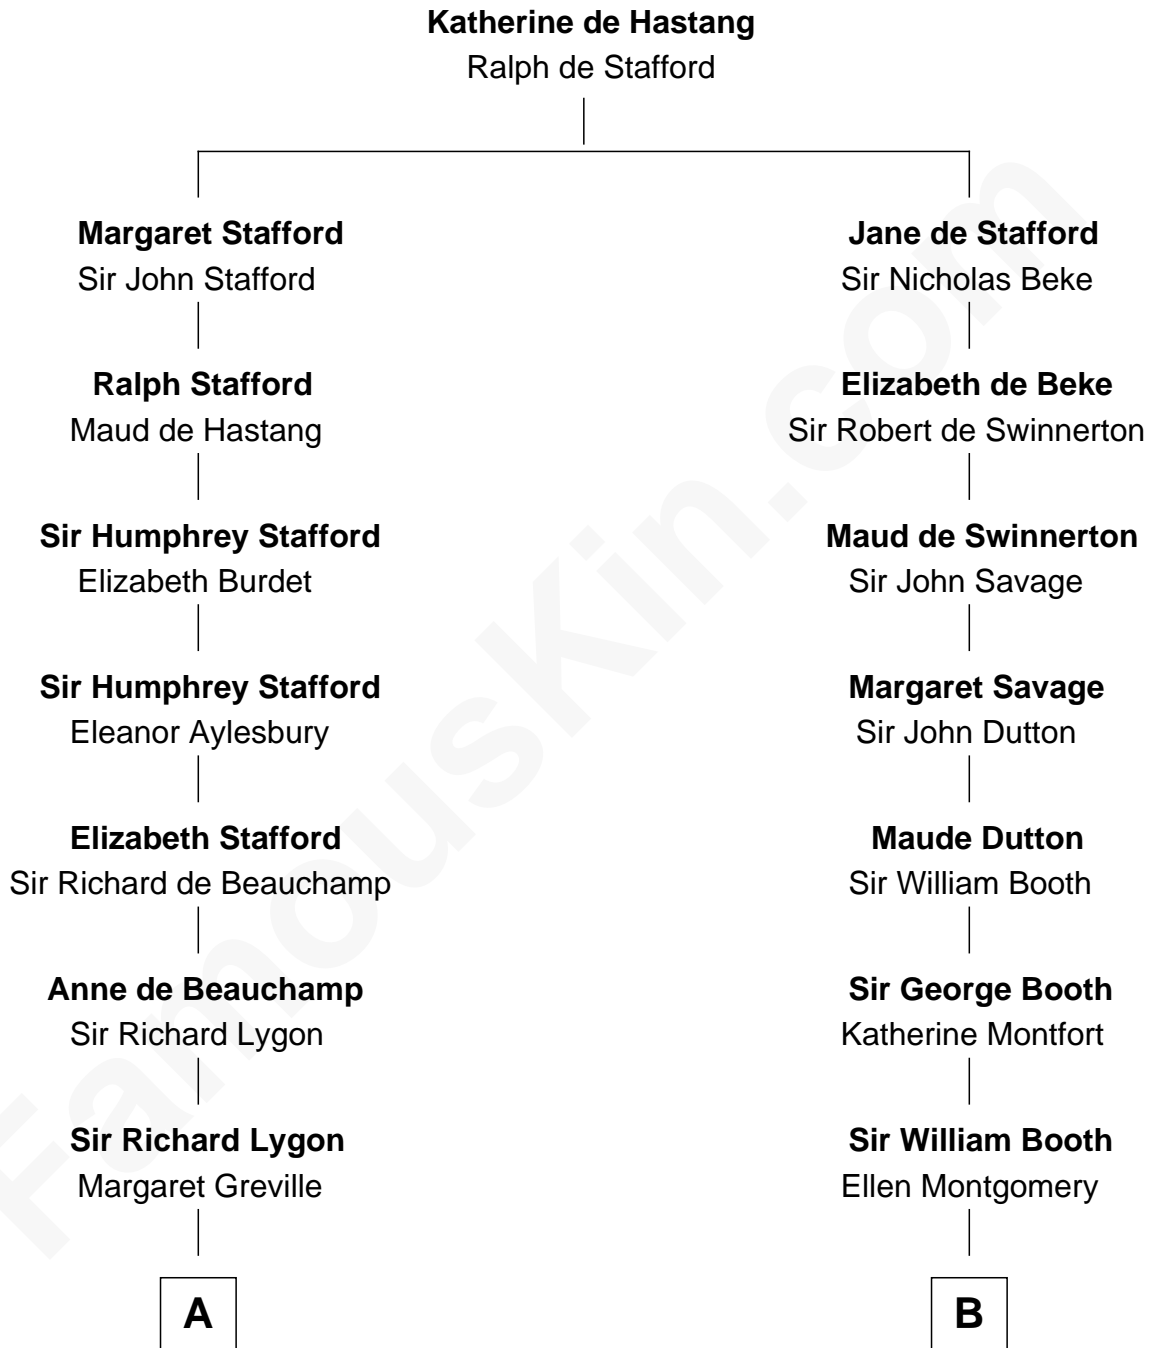 Katherine de Hastang
Ralph de Stafford
Margaret Stafford
Sir John Stafford
Ralph Stafford
Maud de Hastang
Sir Humphrey Stafford
Elizabeth Burdet
Sir Humphrey Stafford
Eleanor Aylesbury
Elizabeth Stafford
Sir Richard de Beauchamp
Anne de Beauchamp
Sir Richard Lygon
Sir Richard Lygon
Margaret Greville
A
Jane de Stafford
Sir Nicholas Beke
Elizabeth de Beke
Sir Robert de Swinnerton
Maud de Swinnerton
Sir John Savage
Margaret Savage
Sir John Dutton
Maude Dutton
Sir William Booth
Sir George Booth
Katherine Montfort
Sir William Booth
Ellen Montgomery
B
FamousKin.com